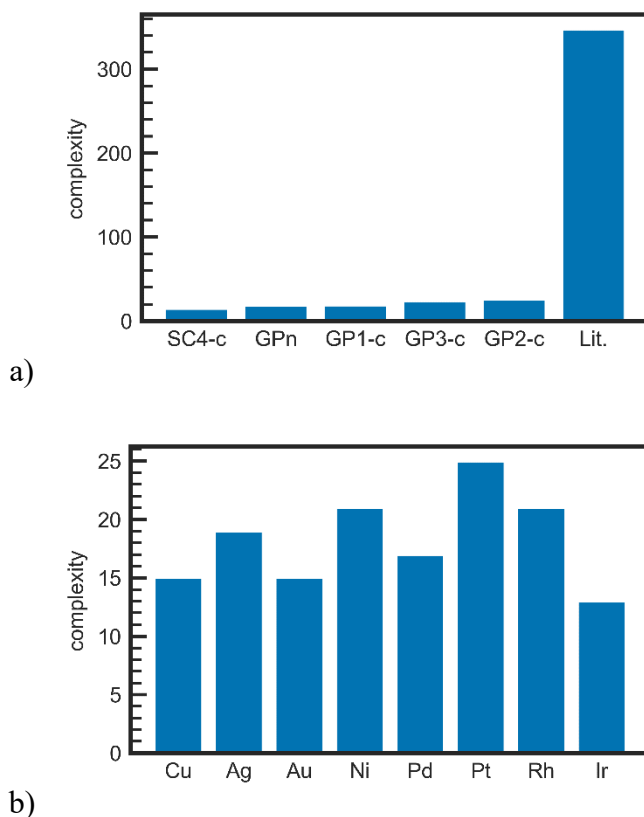 300
200
100
0
complexity
SC4-c GPn GP1-c GP3-c GP2-c Lit.
a)
25
20
15
10
5
0
complexity
Cu Ag Au Ni Pd Pt Rh Ir
b)